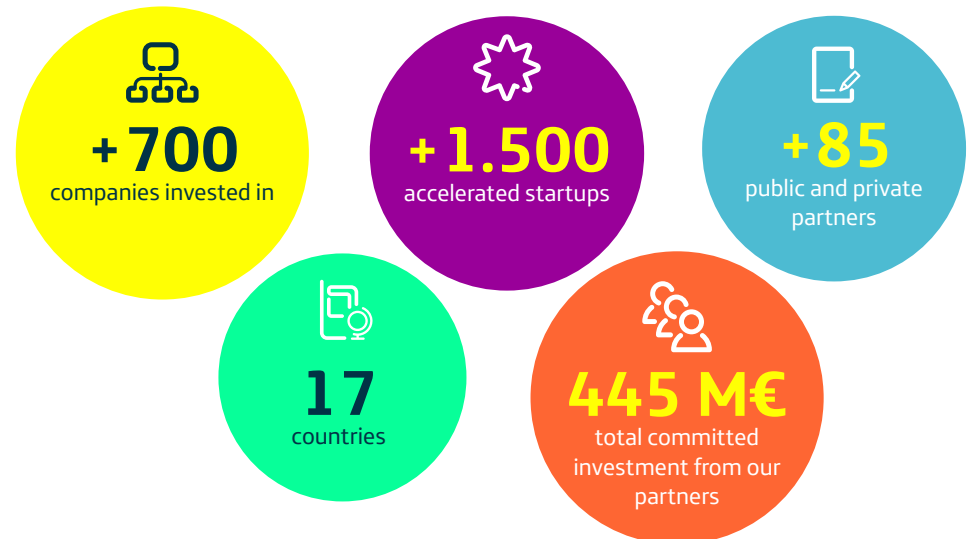 +700
companies invested in
+1.500
accelerated startups
+85
public and private
partners
17
countries
445 M€
total committed
investment from our
partners